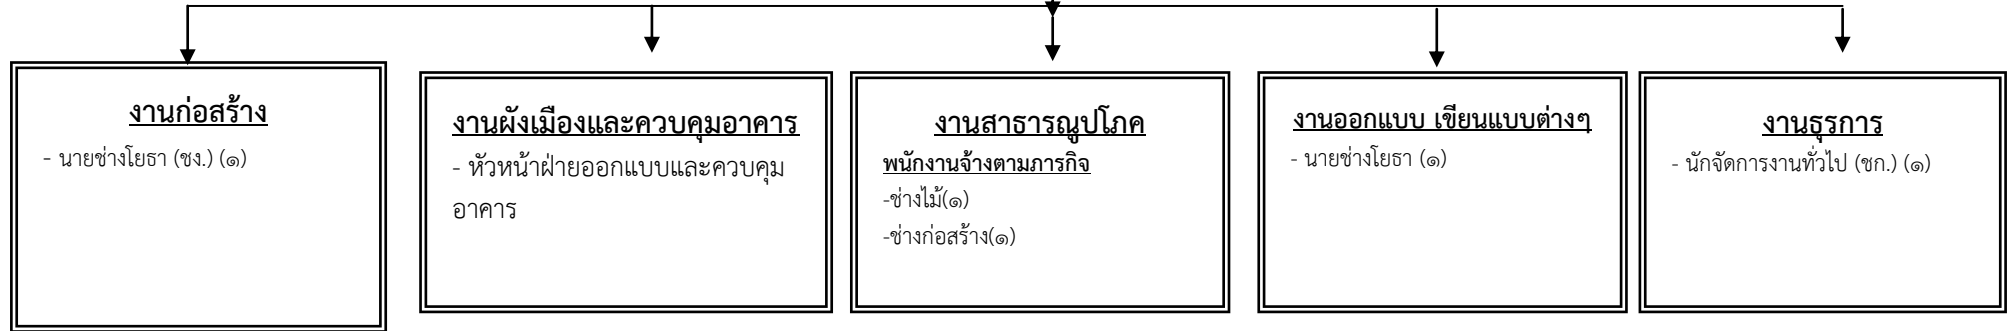 งานก่อสร้าง
- นายช่างโยธา (ชง.) (๑)
งานผังเมืองและควบคุมอาคาร
- หัวหน้าฝ่ายออกแบบและควบคุม
อาคาร
งานสาธารณูปโภค
พนักงานจ้างตามภารกิจ
-ช่างไม้(๑)
-ช่างก่อสร้าง(๑)
งานออกแบบ เขียนแบบต่างๆ
- นายช่างโยธา (๑)
งานธุรการ
- นักจัดการงานทั่วไป (ชก.) (๑)